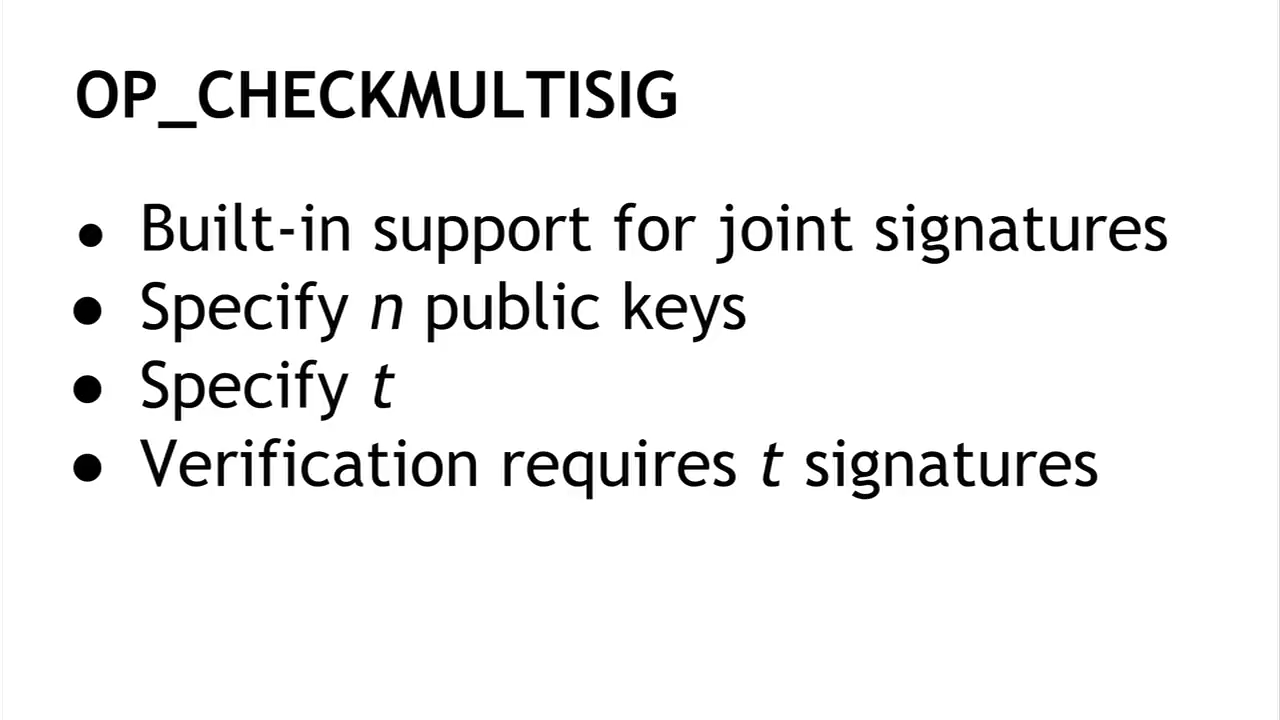 OP_CHECKMULTISIG
● Built-in support for joint signatures
● Specify n public keys
● Specify t
● Verification requires t signatures